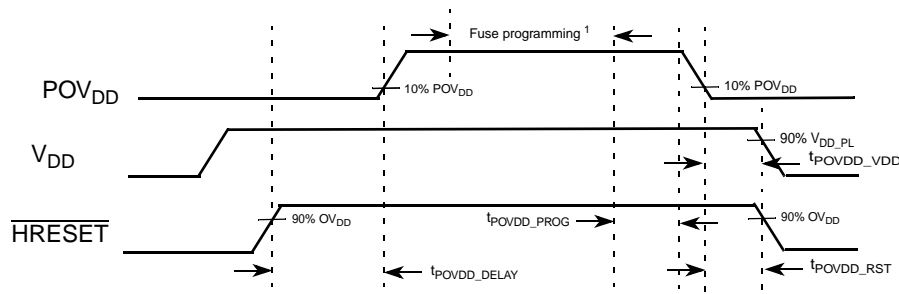 Fuse programming 1
POVDD
10% POVDD
10% POVDD
VDD
90% VDD_PL
tPOVDD_VDD
HRESET
90% OVDD
tPOVDD_PROG
90% OVDD
tPOVDD_DELAY
tPOVDD_RST